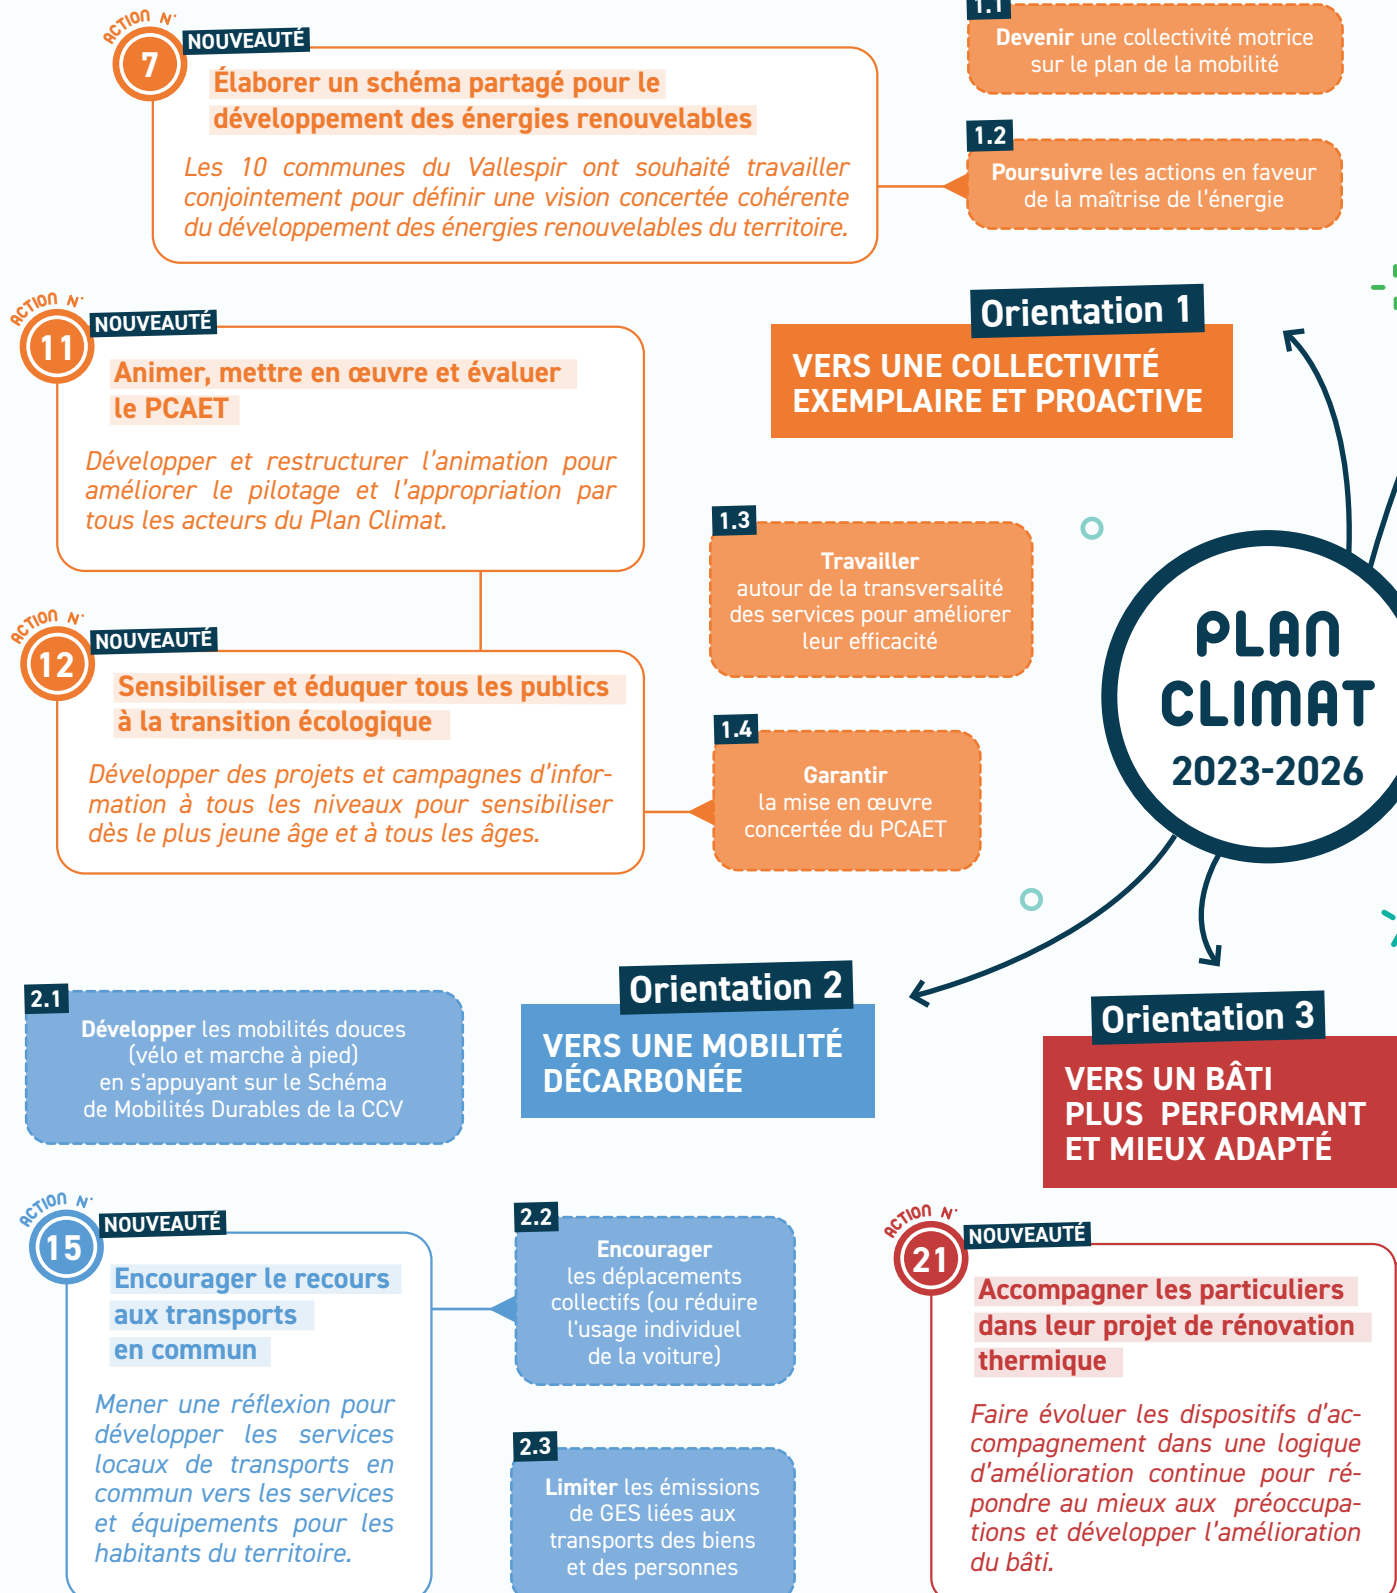 ACTION N°
7
NOUVEAUTÉ
Élaborer un schéma partagé pour le
développement des énergies renouvelables
Les 10 communes du Vallespir ont souhaité travailler
conjointement pour définir une vision concertée cohérente
du développement des énergies renouvelables du territoire.
1.1
Devenir une collectivité motrice
sur le plan de la mobilité
1.2
Poursuivre les actions en faveur
de la maîtrise de l'énergie
Orientation 1
VERS UNE COLLECTIVITÉ
EXEMPLAIRE ET PROACTIVE
ACTION N°
11
NOUVEAUTÉ
Animer, mettre en œuvre et évaluer
le PCAET
Développer et restructurer l'animation pour
améliorer le pilotage et l'appropriation par
tous les acteurs du Plan Climat.
1.3
Travailler
autour de la transversalité
des services pour améliorer
leur efficacité
ACTION N°
12
NOUVEAUTÉ
Sensibiliser et éduquer tous les publics
à la transition écologique
Développer des projets et campagnes d'infor-
mation à tous les niveaux pour sensibiliser
dès le plus jeune âge et à tous les âges.
1.4
Garantir
la mise en œuvre
concertée du PCAET
PLAN
CLIMAT
2023-2026
Orientation 2
VERS UNE MOBILITÉ
DÉCARBONÉE
2.1
Développer les mobilités douces
(vélo et marche à pied)
en s'appuyant sur le Schéma
de Mobilités Durables de la CCV
ACTION N°
15
NOUVEAUTÉ
Encourager le recours
aux transports
en commun
Mener une réflexion pour
développer les services
locaux de transports en
commun vers les services
et équipements pour les
habitants du territoire.
2.2
Encourager
les déplacements
collectifs (ou réduire
l'usage individuel
de la voiture)
2.3
Limiter les émissions
de GES liées aux
transports des biens
et des personnes
Orientation 3
VERS UN BÂTI
PLUS PERFORMANT
ET MIEUX ADAPTÉ
ACTION N°
21
NOUVEAUTÉ
Accompagner les particuliers
dans leur projet de rénovation
thermique
Faire évoluer les dispositifs d'ac-
compagnement dans une logique
d'amélioration continue pour ré-
pondre au mieux aux préoccupa-
tions et développer l'amélioration
du bâti.